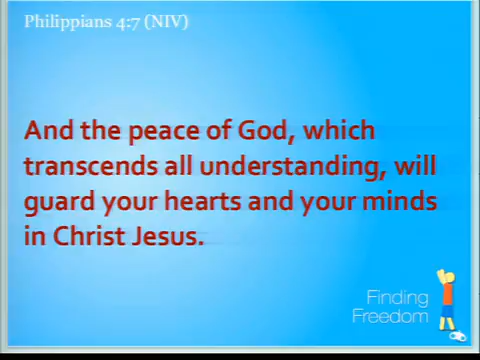 Philippians 4:7 (NIV)
And the peace of God, which
transcends all understanding, will
guard your hearts and your minds
in Christ Jesus.
Finding
Freedom